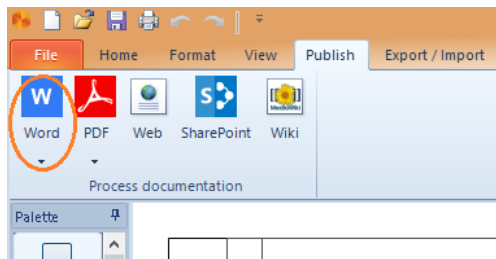 File Home Format View Publish Export / Import
W S
Word PDF Web SharePoint Wiki
Process documentation
Palette